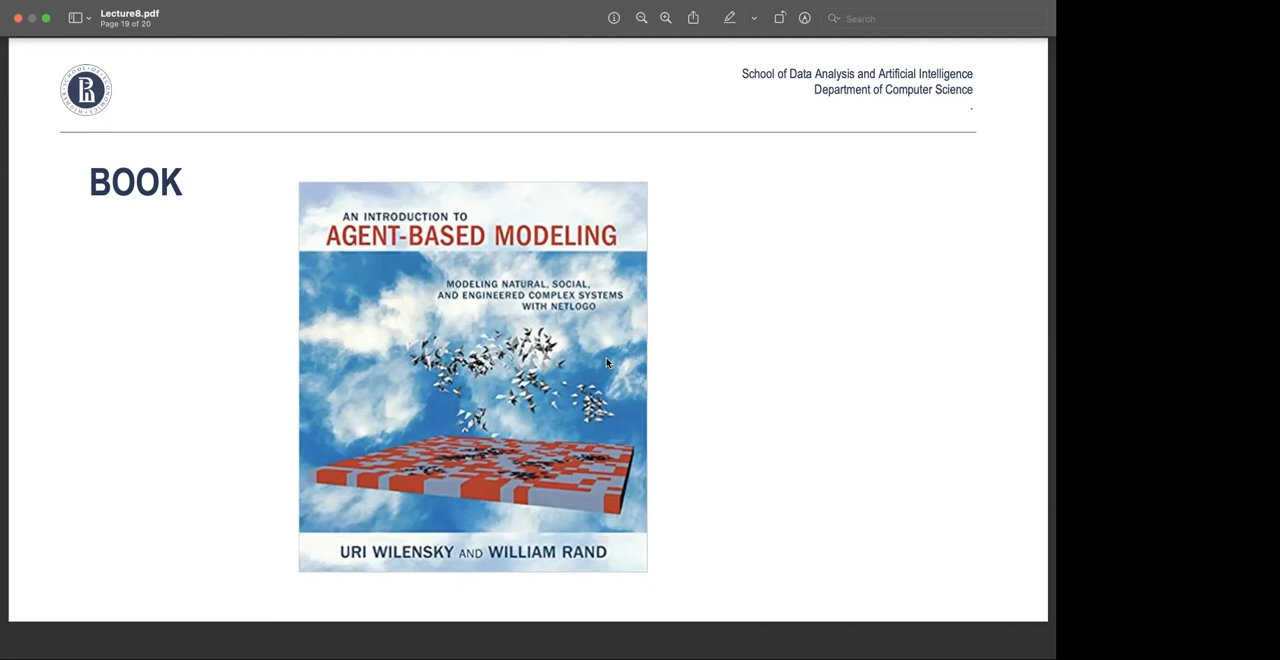 Lecture8.pdf
Page 19 of 20
Search
School of Data Analysis and Artificial Intelligence
Department of Computer Science
.
BOOK
AN INTRODUCTION TO
AGENT-BASED MODELING
MODELING NATURAL, SOCIAL,
AND ENGINEERED COMPLEX SYSTEMS
WITH NETLOGO
URI WILENSKY AND WILLIAM RAND